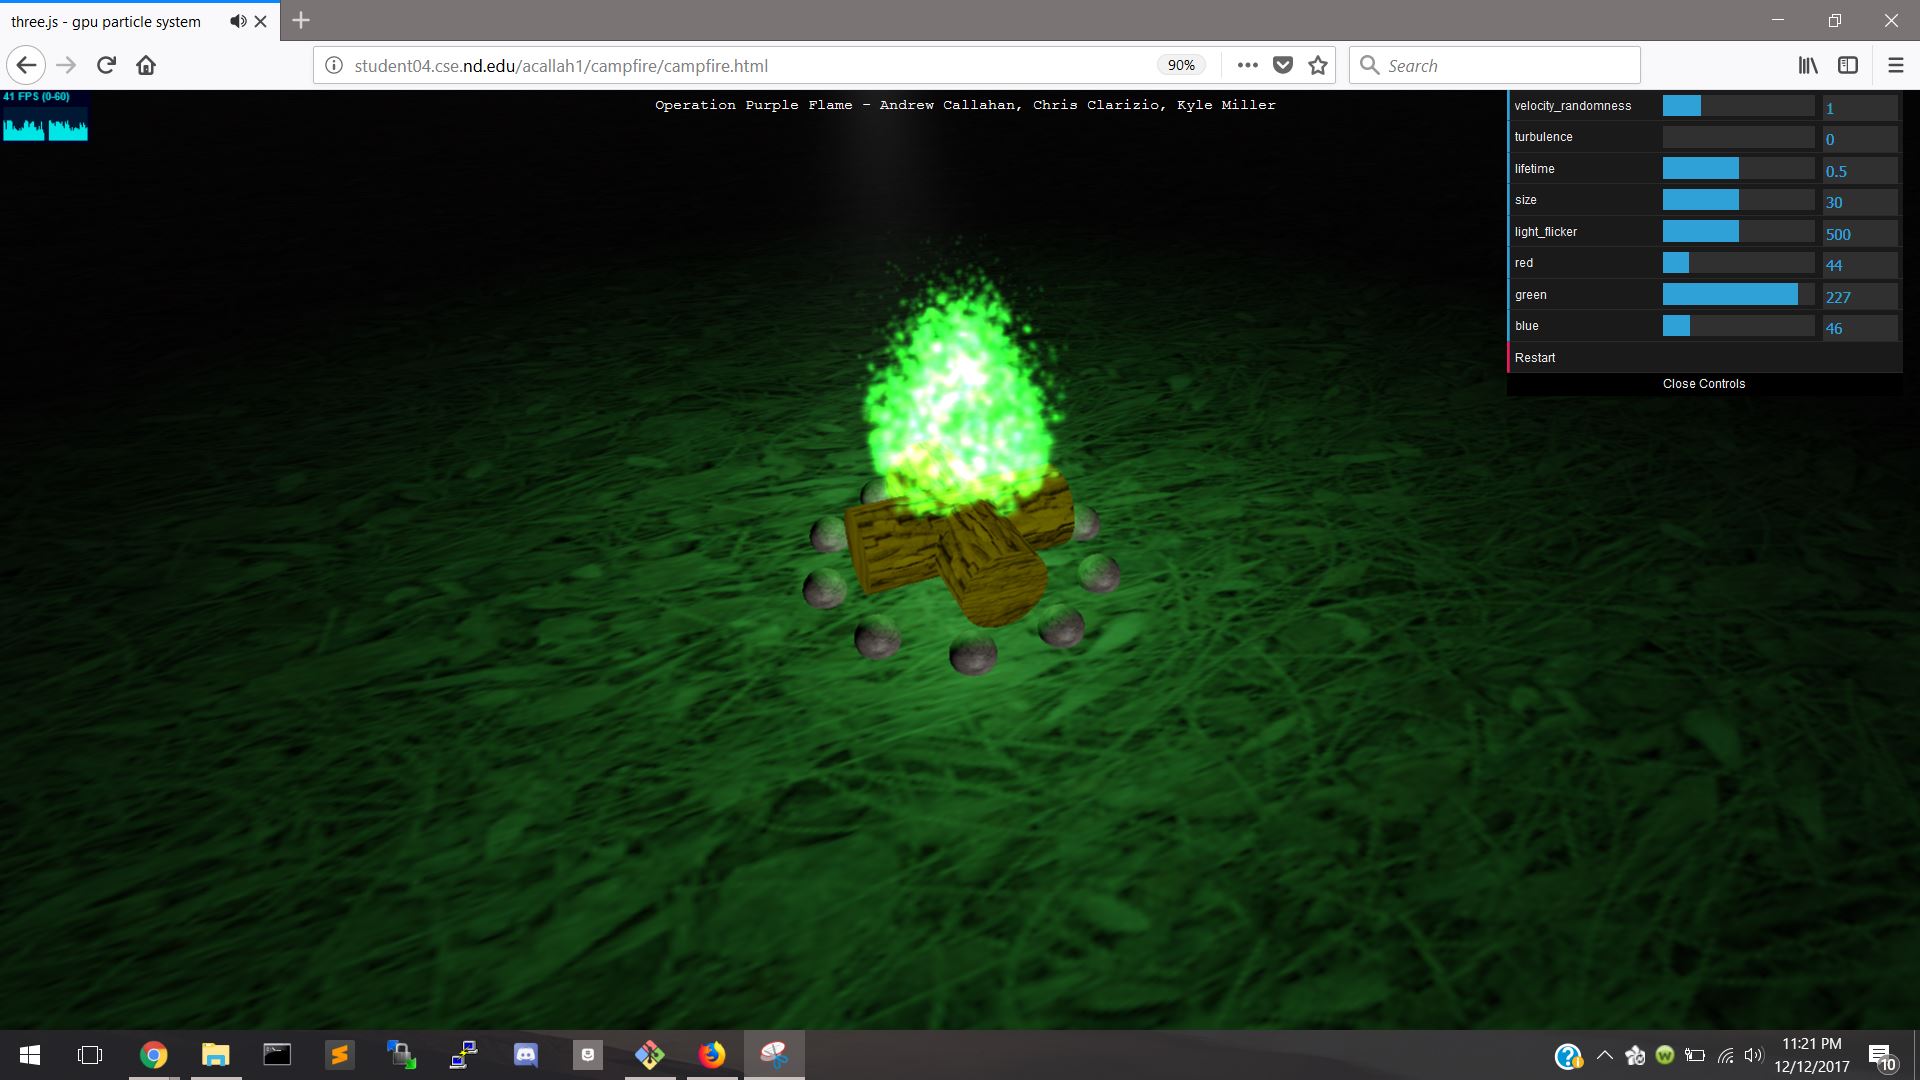 three.js - gpu particle system
student04.cse.nd.edu/acallah1/campfire/campfire.html
90%
Search
41 FPS (0-60)
Operation Purple Flame - Andrew Callahan, Chris Clarizio, Kyle Miller
velocity_randomness 1
turbulence 0
lifetime 0.5
size 30
light_flicker 500
red 44
green 227
blue 46
Restart
Close Controls
11:21 PM
12/12/2017
10